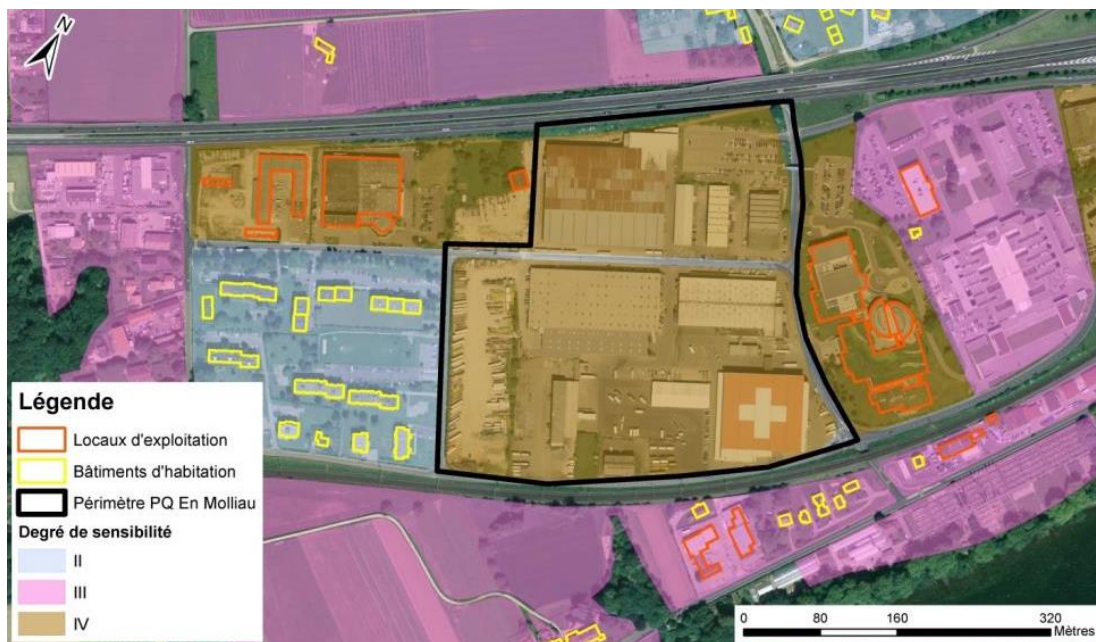 N
Légende
Locaux d'exploitation
Bâtiments d'habitation
Périmètre PQ En Molliau
Degré de sensibilité
II
III
IV
0 80 160 320
Mètres